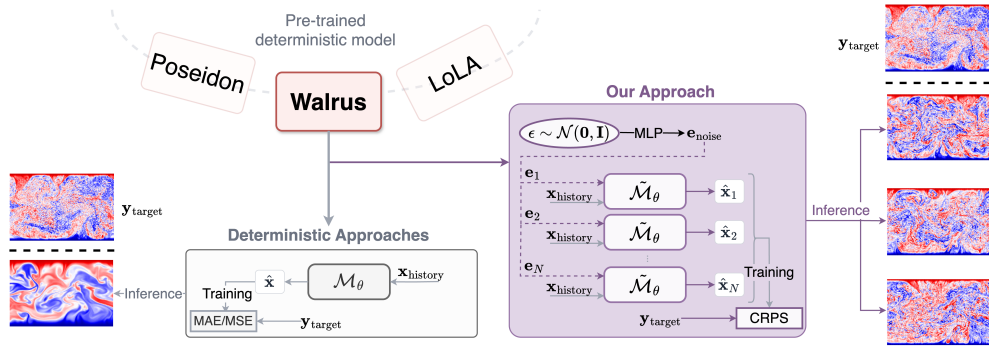 Pre-trained
deterministic model
Poseidon
Walrus
LoLA
y_target
Our Approach
ϵ ∼ 𝒩(0, I)
MLP
e_noise
e_1
x_history
ℳ̃_θ
x̂_1
e_2
x_history
ℳ̃_θ
x̂_2
⋮
e_N
x_history
ℳ̃_θ
x̂_N
Training
y_target
CRPS
Inference
y_target
Deterministic Approaches
x_history
ℳ_θ
x̂
Inference
Training
MAE/MSE
y_target